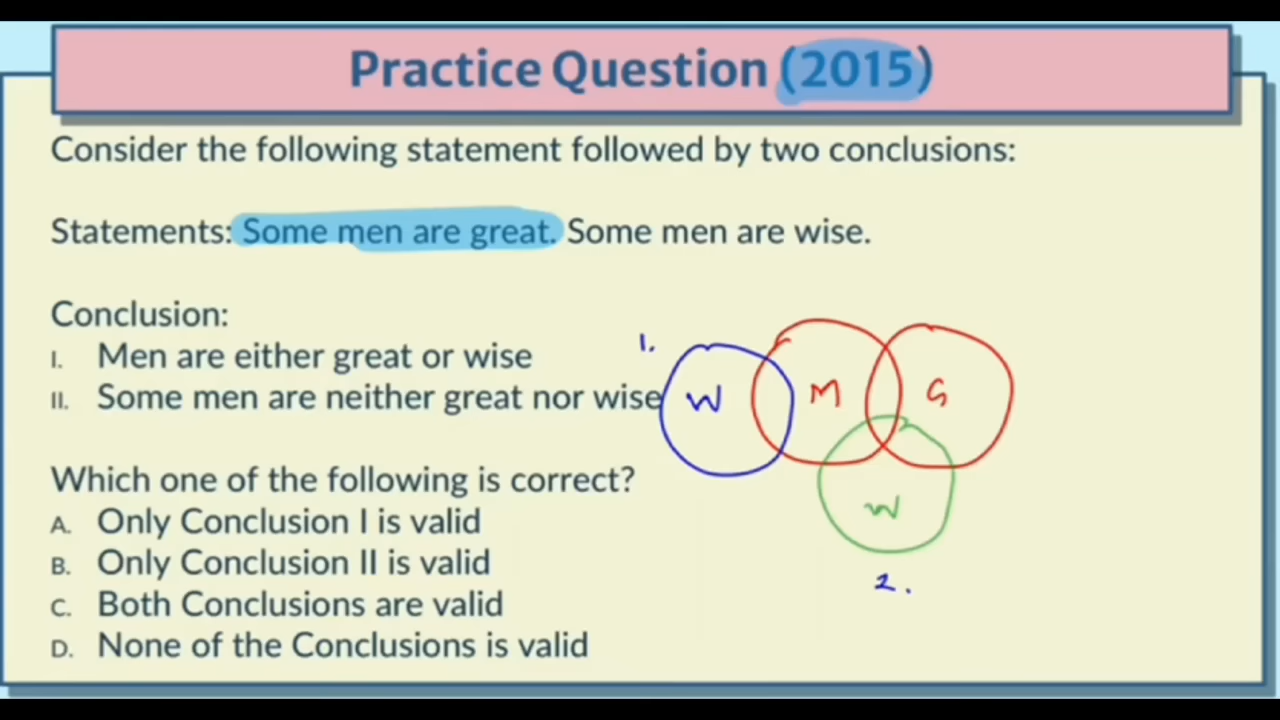 Practice Question (2015)
Consider the following statement followed by two conclusions:
Statements: Some men are great. Some men are wise.
Conclusion:
I. Men are either great or wise
II. Some men are neither great nor wise
1.
W M G
W
2.
Which one of the following is correct?
A. Only Conclusion I is valid
B. Only Conclusion II is valid
C. Both Conclusions are valid
D. None of the Conclusions is valid